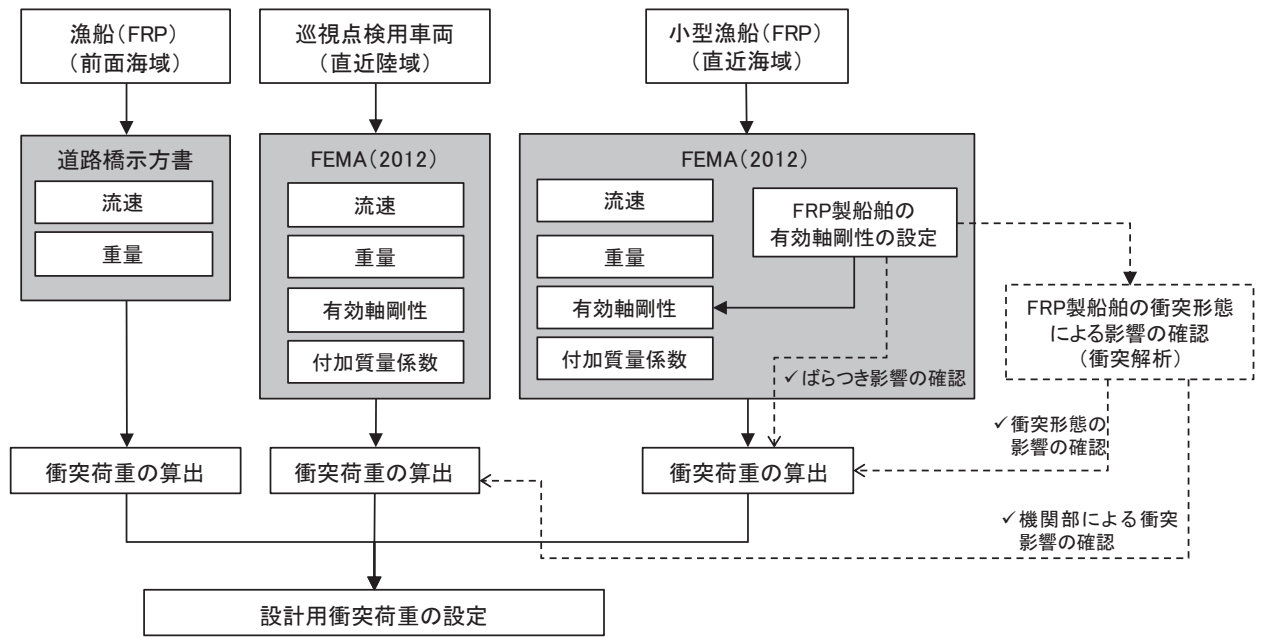 漁船(FRP)
(前面海域)
巡視点検用車両
(直近陸域)
小型漁船(FRP)
(直近海域)
道路橋示方書
流速
重量
FEMA(2012)
流速
重量
有効軸剛性
付加質量係数
FEMA(2012)
流速
重量
有効軸剛性
付加質量係数
FRP製船舶の
有効軸剛性の設定
✓ばらつき影響の確認
FRP製船舶の衝突形態
による影響の確認
(衝突解析)
✓衝突形態の
影響の確認
✓機関部による衝突
影響の確認
衝突荷重の算出
衝突荷重の算出
衝突荷重の算出
設計用衝突荷重の設定